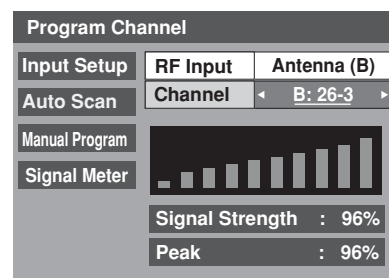 Program Channel
Input Setup
RF Input Antenna (B)
Auto Scan
Channel B: 26-3
Manual Program
Signal Meter
Signal Strength : 96%
Peak : 96%